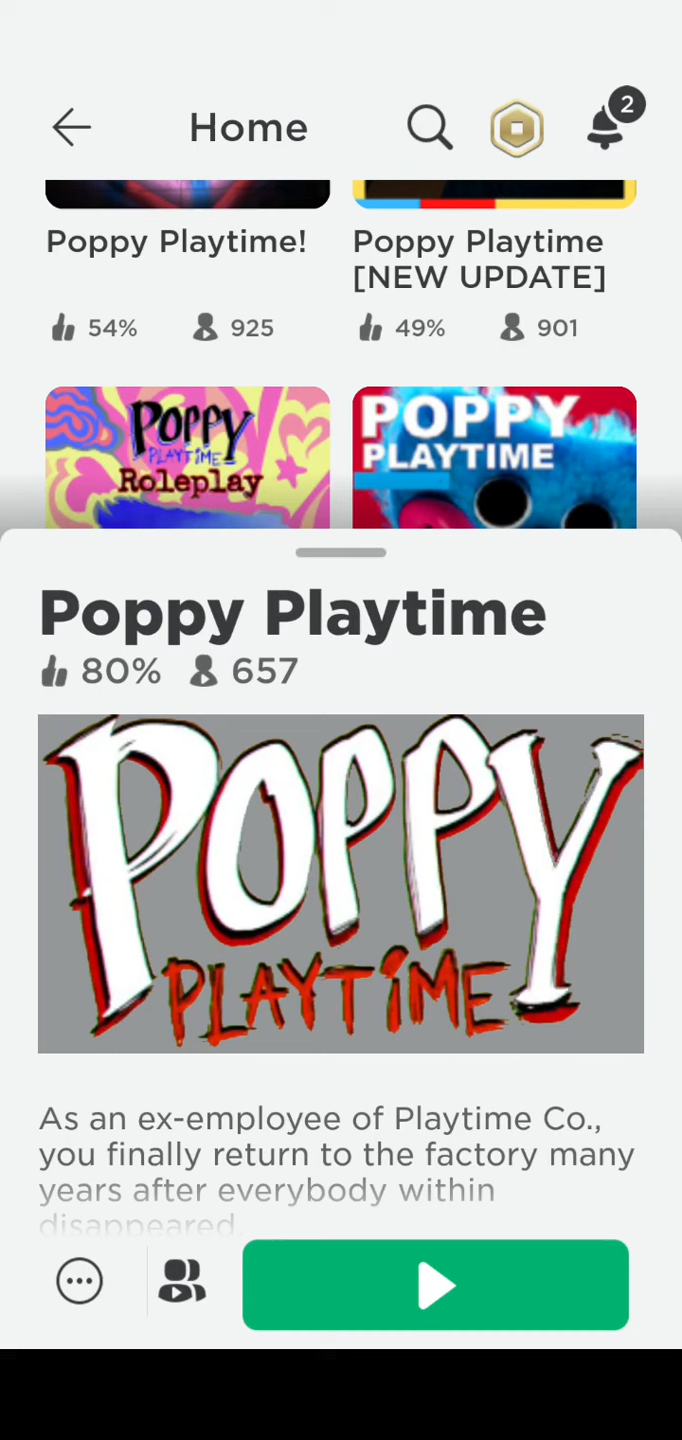 2
Home
Poppy Playtime!
Poppy Playtime
[NEW UPDATE]
54% 925
49% 901
POPPY
PLAYTIME
Roleplay
POPPY
PLAYTIME
Poppy Playtime
80% 657
POPPY
PLAYTIME
As an ex-employee of Playtime Co.,
you finally return to the factory many
years after everybody within
disappeared.